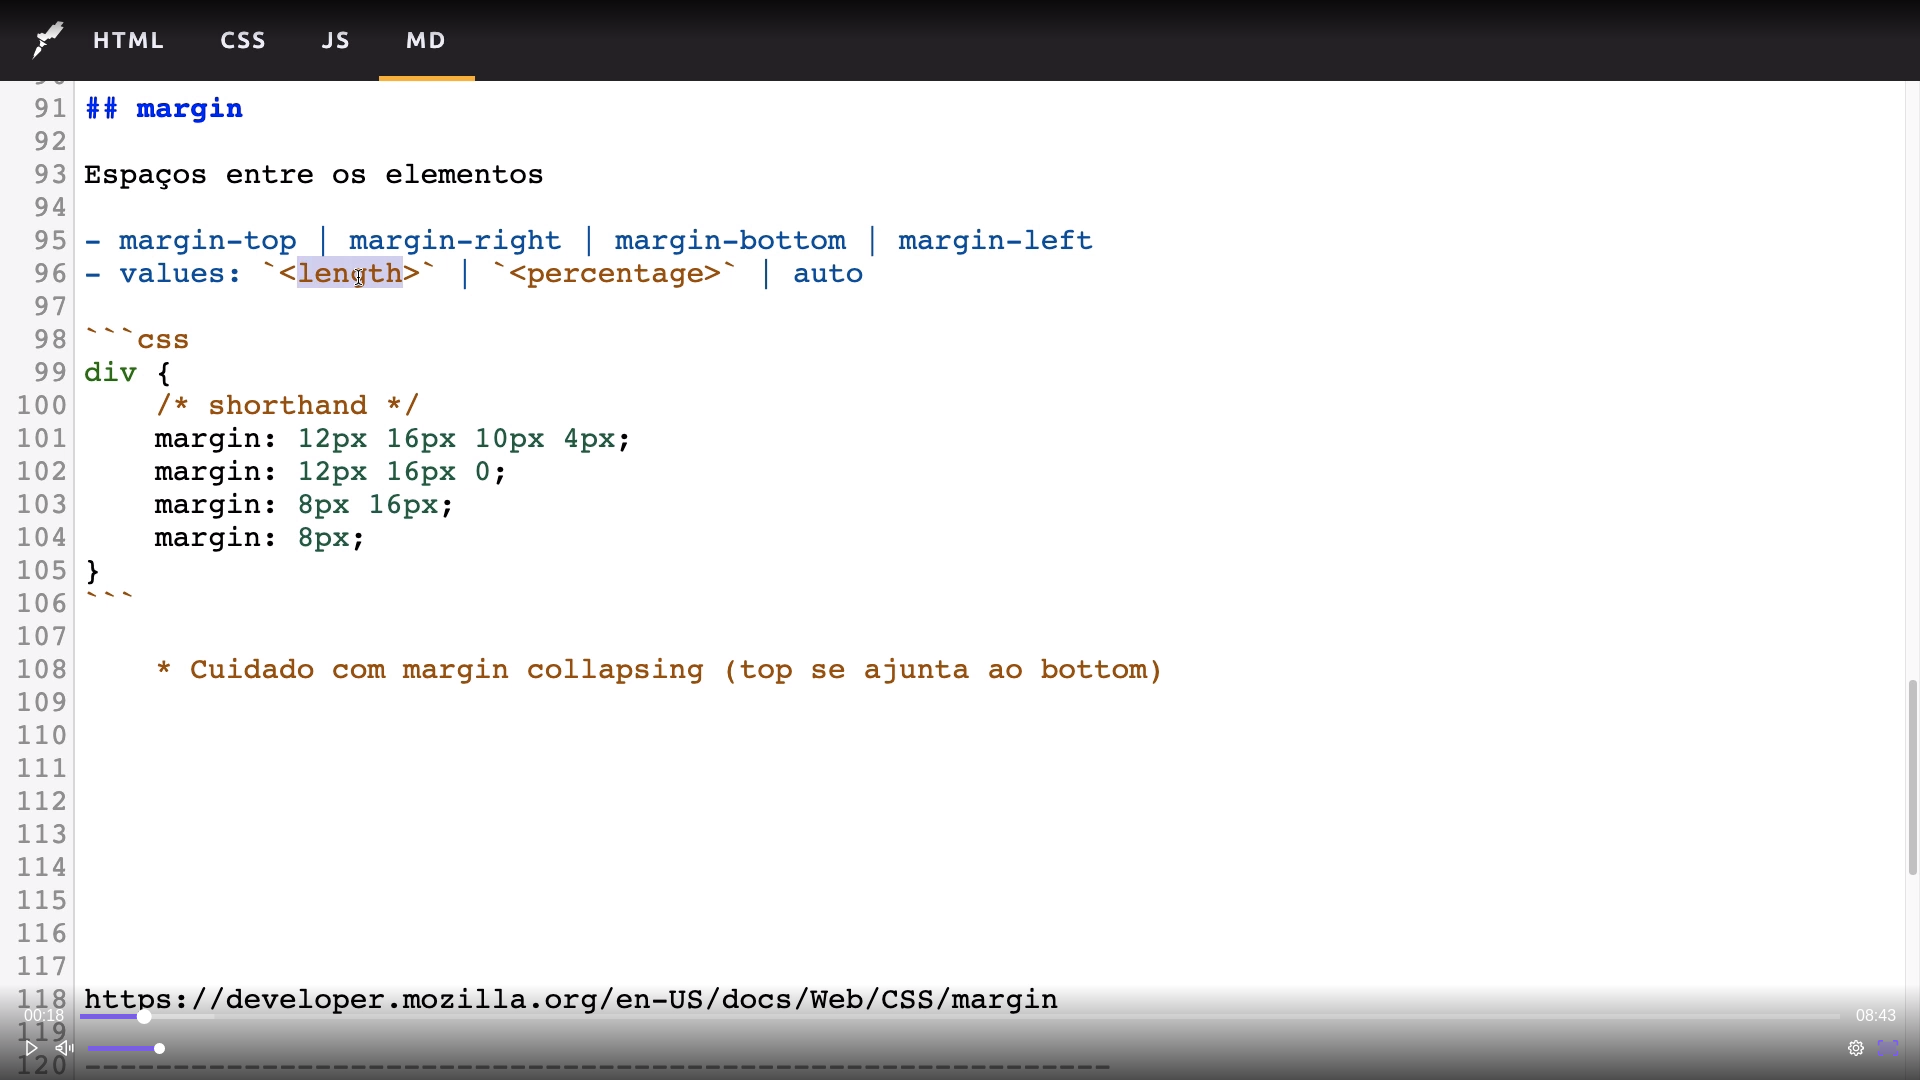 HTML CSS JS MD
91 ## margin
92
93 Espaços entre os elementos
94
95 - margin-top | margin-right | margin-bottom | margin-left
96 - values: `<length>` | `<percentage>` | auto
97
98 ```css
99 div {
100 /* shorthand */
101 margin: 12px 16px 10px 4px;
102 margin: 12px 16px 0;
103 margin: 8px 16px;
104 margin: 8px;
105 }
106 ```
107
108 * Cuidado com margin collapsing (top se ajunta ao bottom)
109
110
111
112
113
114
115
116
117
118 https://developer.mozilla.org/en-US/docs/Web/CSS/margin
00:18 08:43
119
120 ----------------------------------------------------------